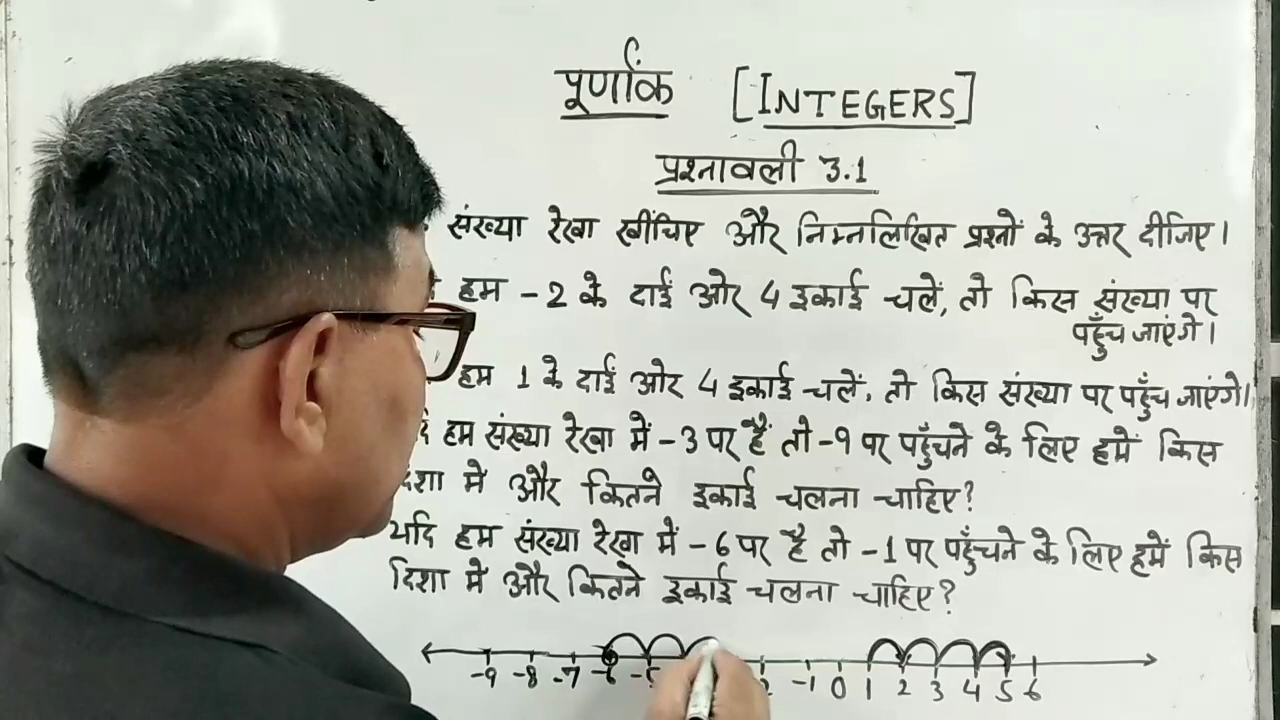 पूर्णांक [INTEGERS]
प्रश्नावली 3.1
संख्या रेखा खींचिए और निम्नलिखित प्रश्नों के उत्तर दीजिए।
हम -2 के दाईं ओर 4 इकाई चलें, तो किस संख्या पर
पहुँच जाएंगे।
हम 1 के दाईं ओर 4 इकाई चलें, तो किस संख्या पर पहुँच जाएंगे।
हम संख्या रेखा में -3 पर हैं तो -9 पर पहुँचने के लिए हमें किस
में और कितने इकाई चलना चाहिए?
यदि हम संख्या रेखा में -6 पर है तो -1 पर पहुँचने के लिए हमें किस
दिशा में और कितने इकाई चलना चाहिए?
-9 -8 -7 -6 -5 -1 0 1 2 3 4 5 6